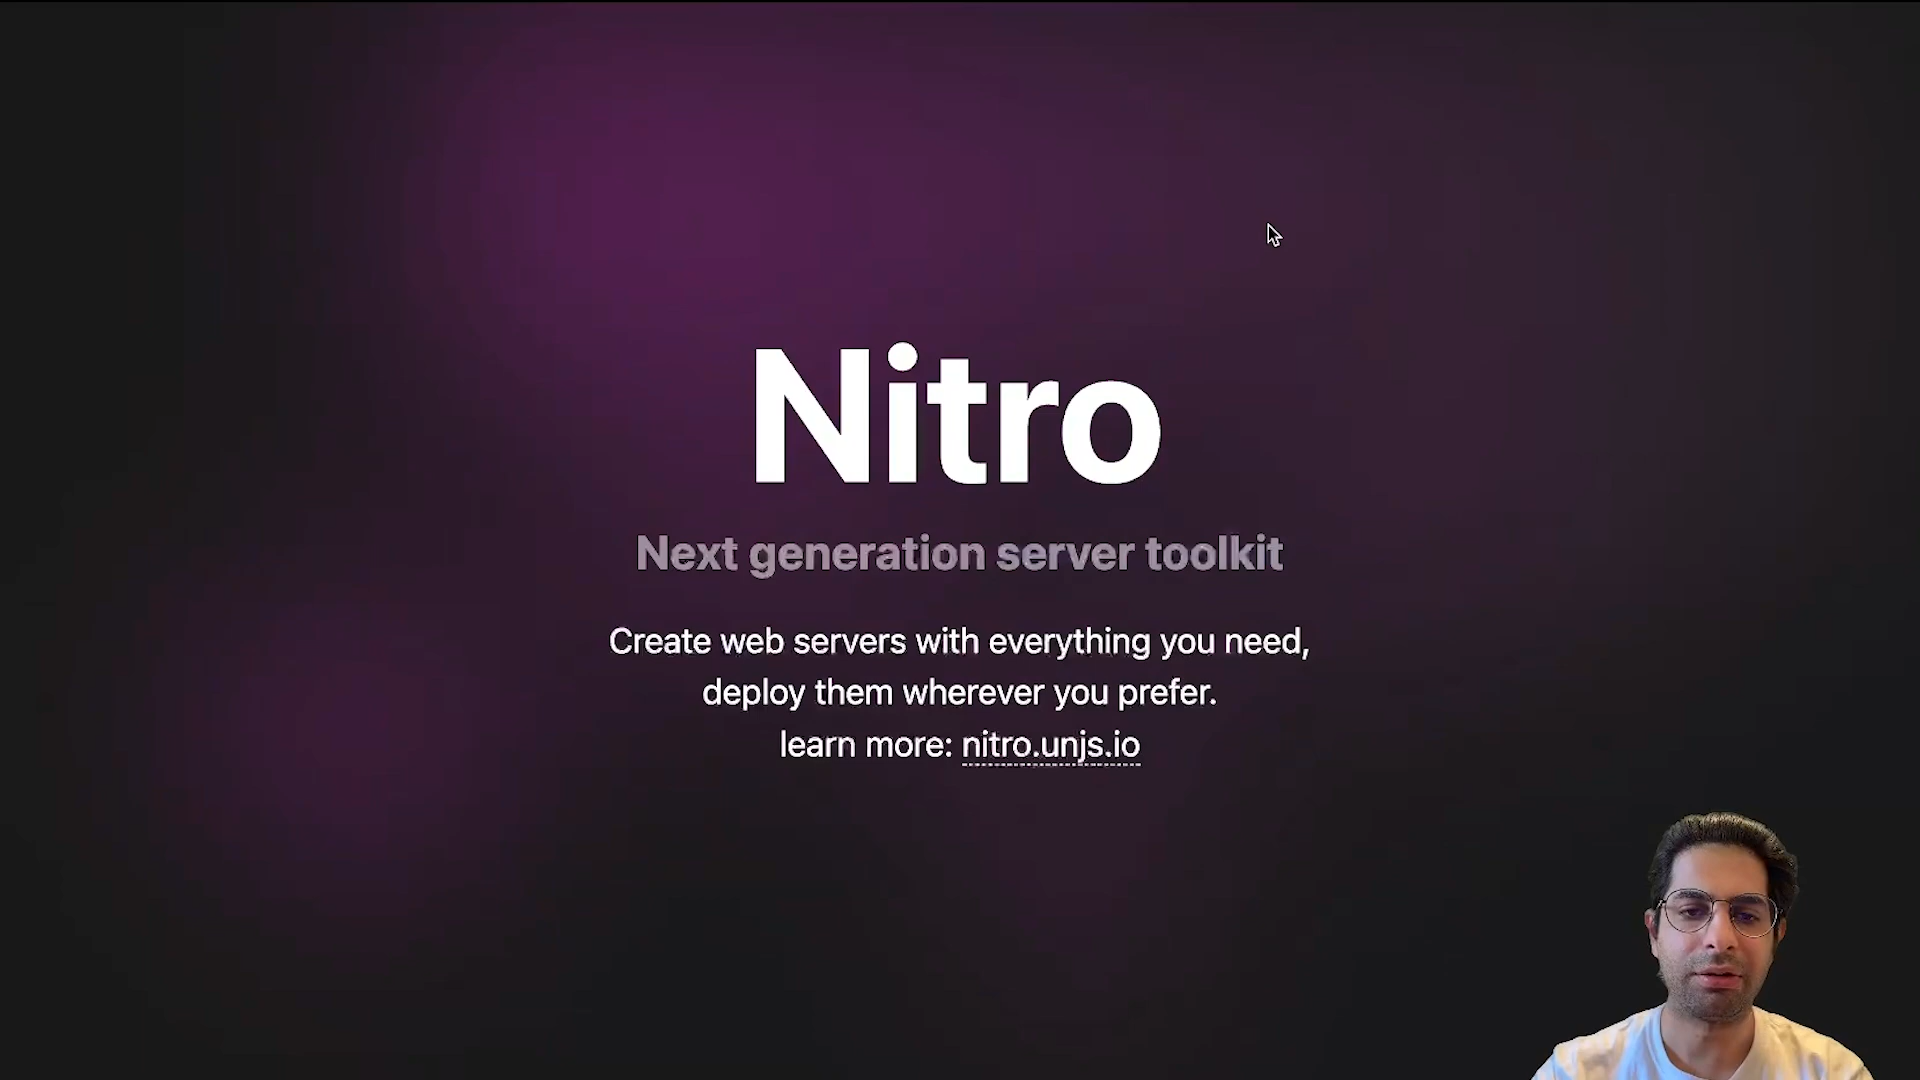 Nitro
Next generation server toolkit
Create web servers with everything you need,
deploy them wherever you prefer.
learn more: nitro.unjs.io